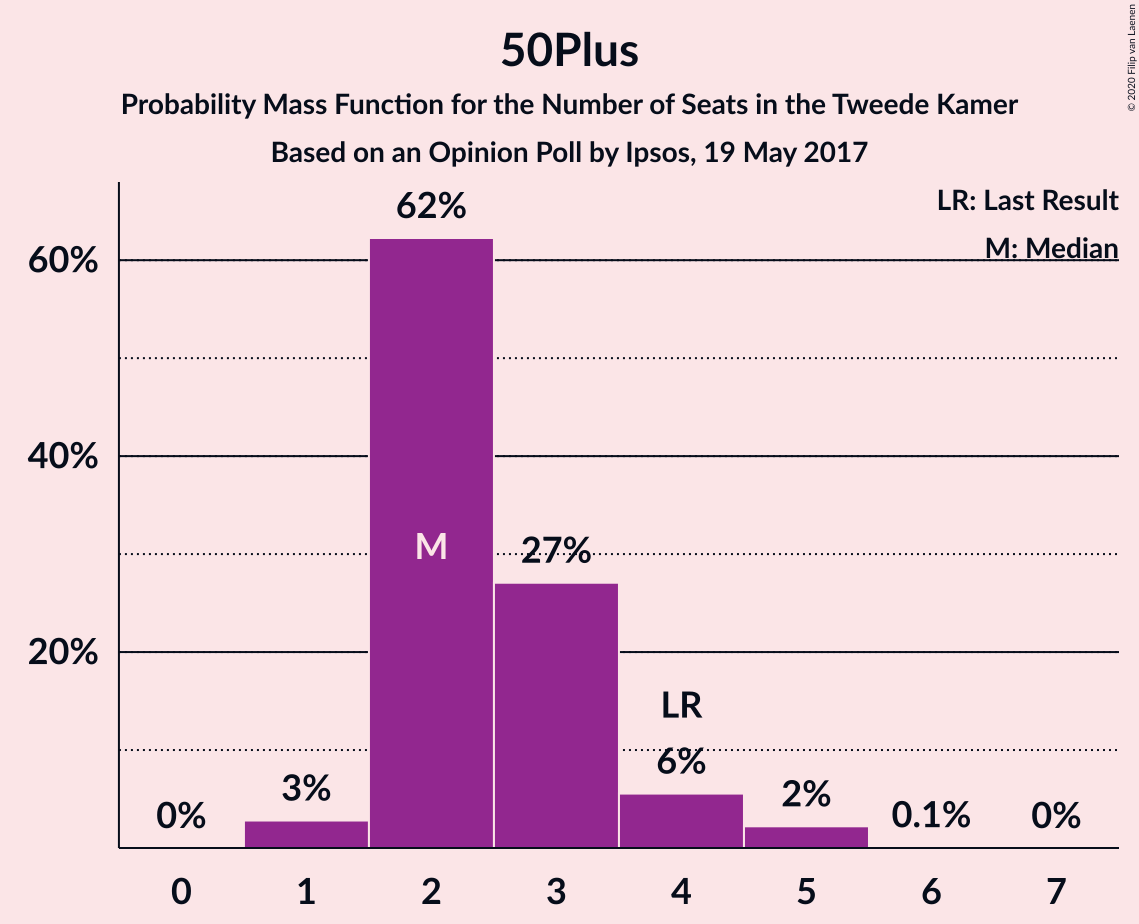 50Plus
Probability Mass Function for the Number of Seats in the Tweede Kamer
Based on an Opinion Poll by Ipsos, 19 May 2017
© 2020 Filip van Laenen
LR: Last Result
M: Median
62%
60%
40%
M
27%
20%
LR
6%
3%
2%
0%
0.1%
0%
0 1 2 3 4 5 6 7